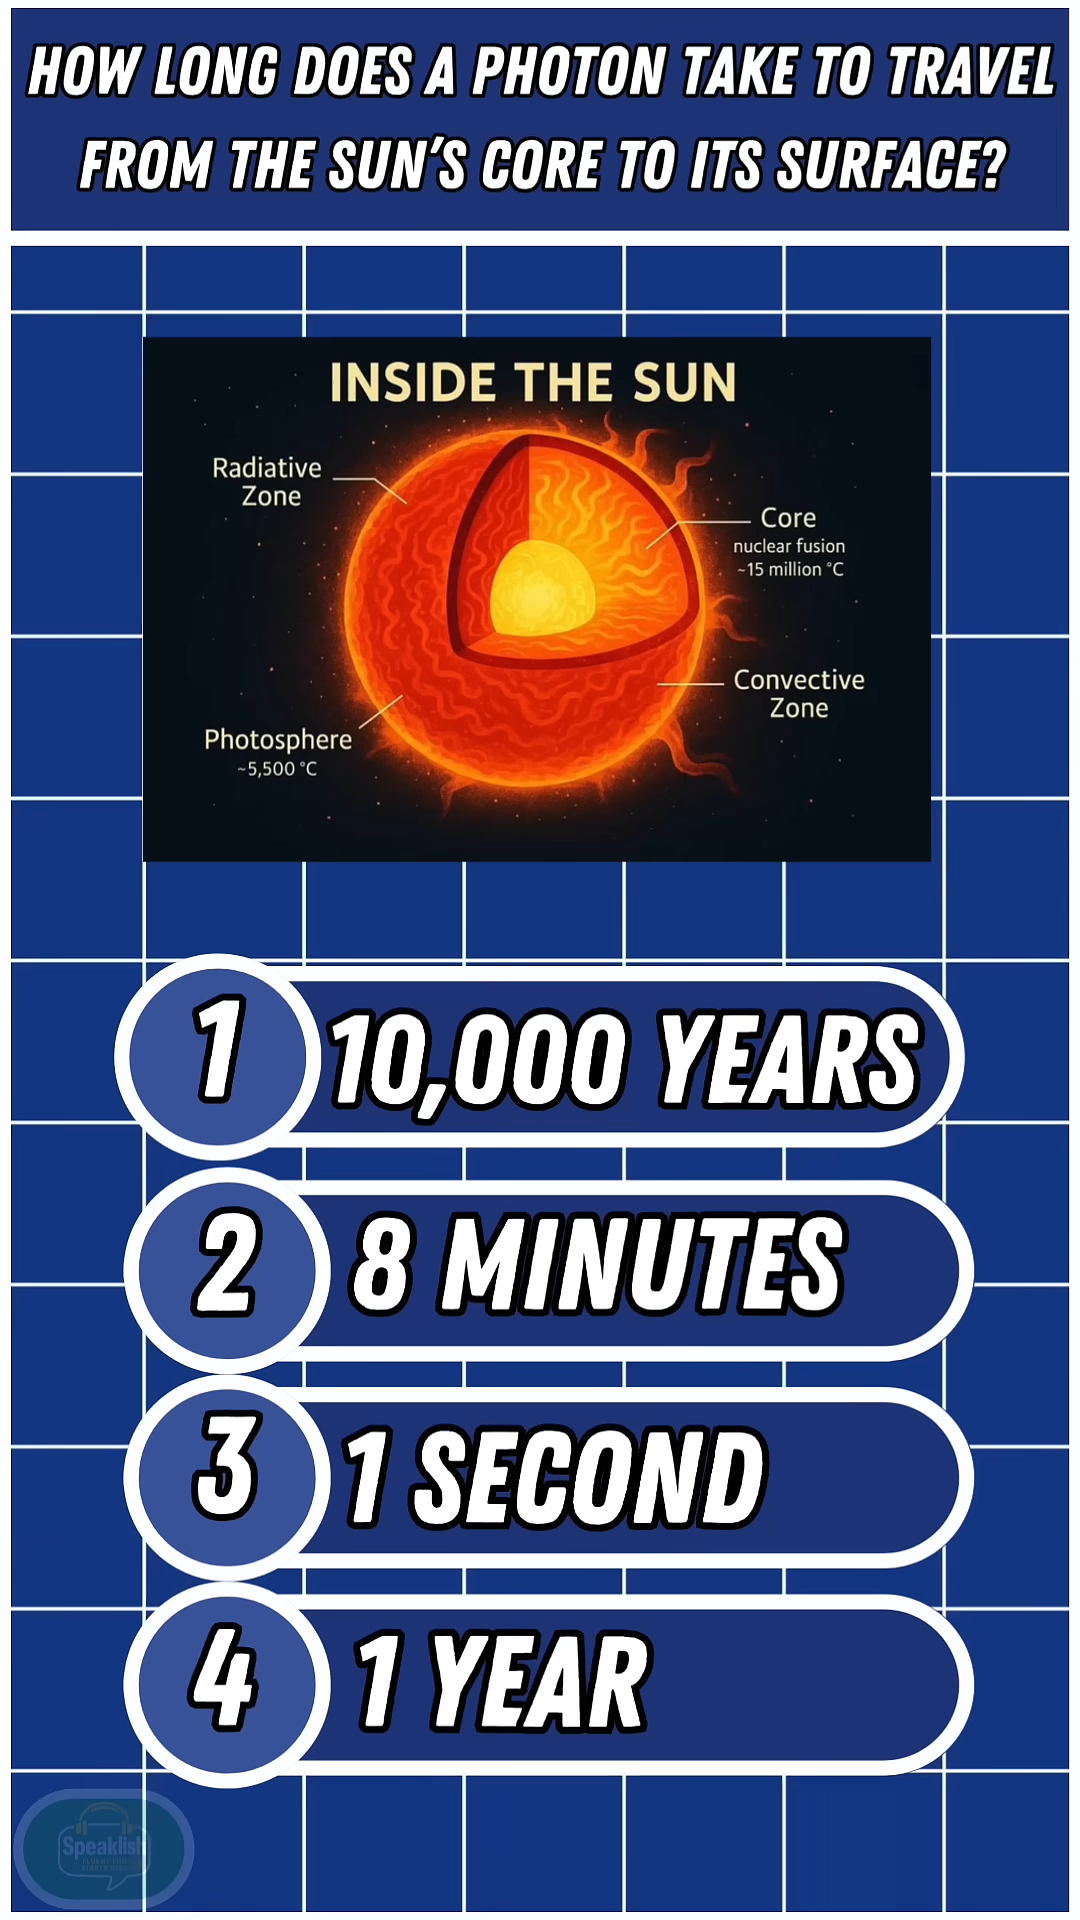 HOW LONG DOES A PHOTON TAKE TO TRAVEL
FROM THE SUN'S CORE TO ITS SURFACE?
INSIDE THE SUN
Radiative
Zone
Core
nuclear fusion
~15 million °C
Convective
Zone
Photosphere
~5,500 °C
1 10,000 YEARS
2 8 MINUTES
3 1 SECOND
4 1 YEAR
Speaklish